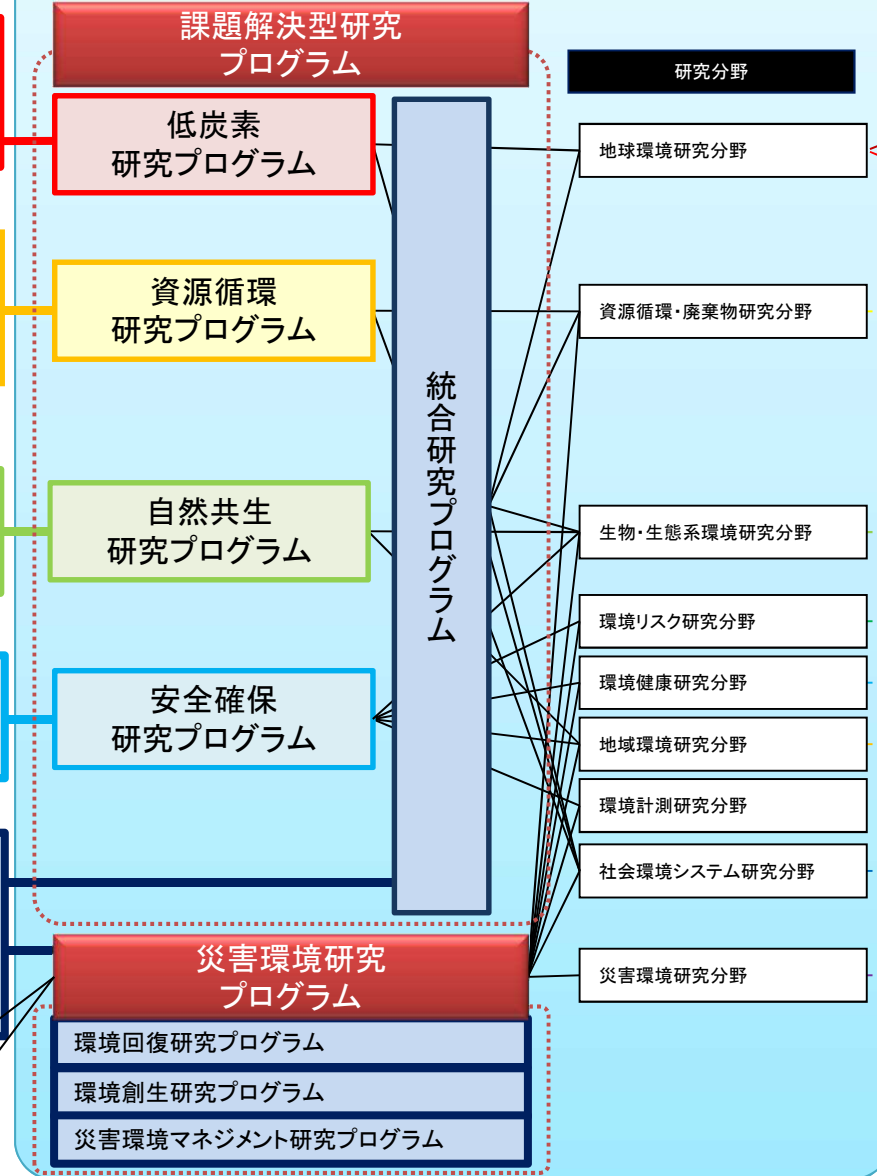 課題解決型研究
プログラム
研究分野
低炭素
研究プログラム
資源循環
研究プログラム
自然共生
研究プログラム
安全確保
研究プログラム
統合研究プログラム
地球環境研究分野
資源循環・廃棄物研究分野
生物・生態系環境研究分野
環境リスク研究分野
環境健康研究分野
地域環境研究分野
環境計測研究分野
社会環境システム研究分野
災害環境研究分野
災害環境研究
プログラム
環境回復研究プログラム
環境創生研究プログラム
災害環境マネジメント研究プログラム